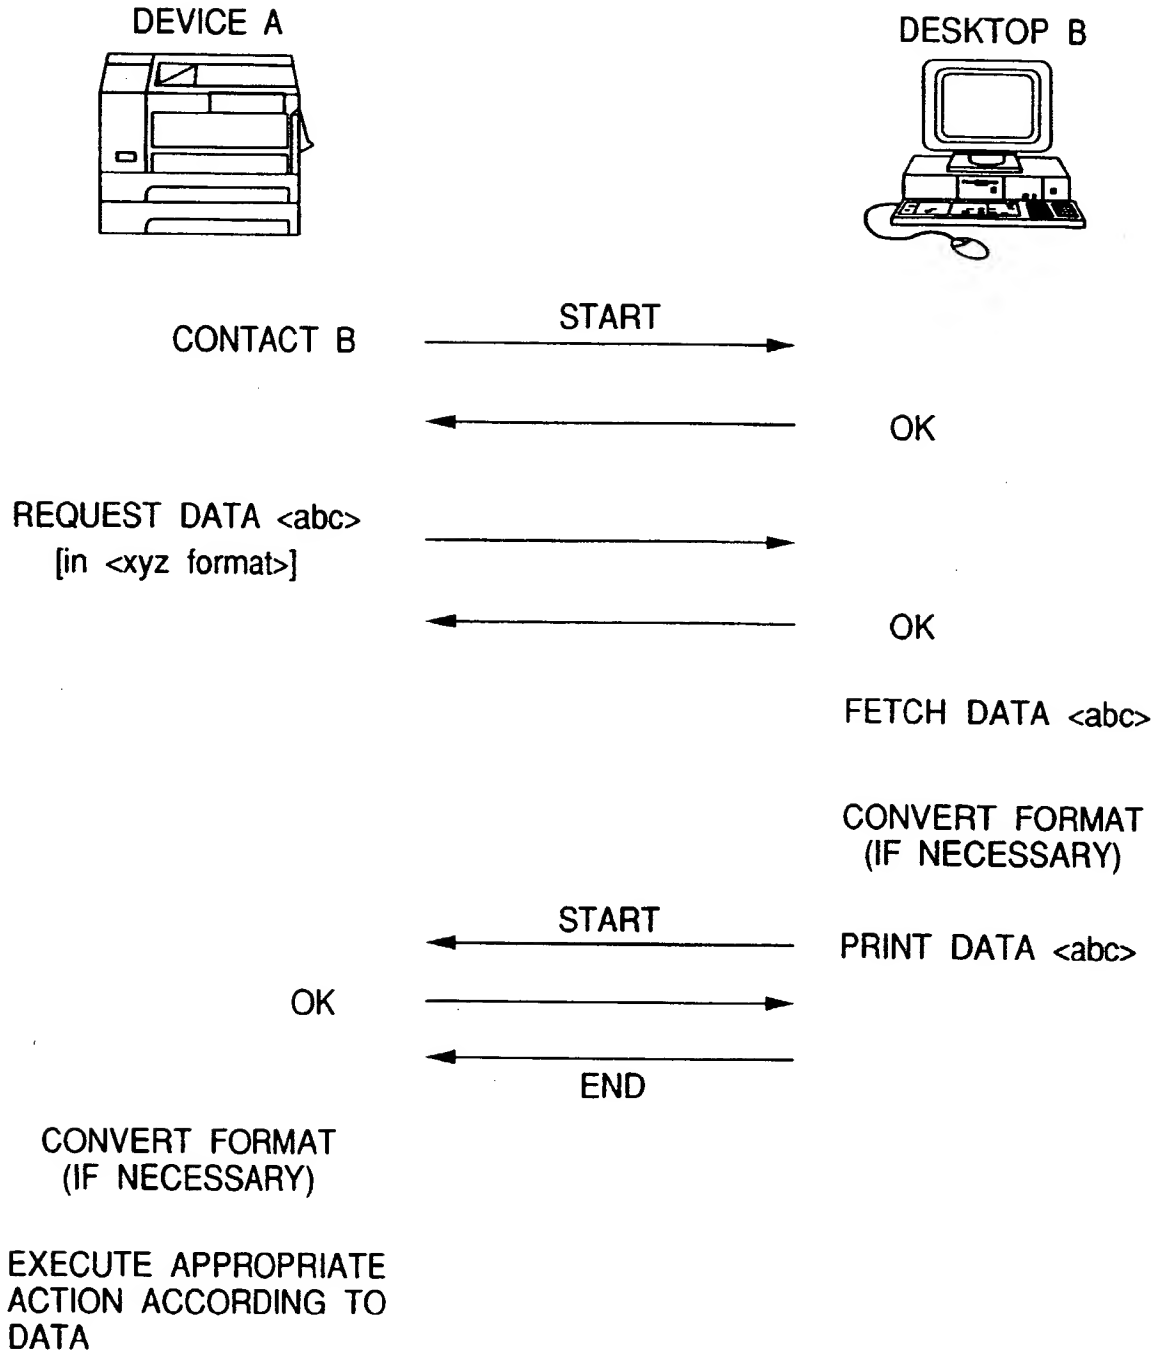 DEVICE A
DESKTOP B
START
CONTACT B
OK
REQUEST DATA <abc>
[in <xyz format>]
OK
FETCH DATA <abc>
CONVERT FORMAT
(IF NECESSARY)
START
PRINT DATA <abc>
OK
END
CONVERT FORMAT
(IF NECESSARY)
EXECUTE APPROPRIATE
ACTION ACCORDING TO
DATA